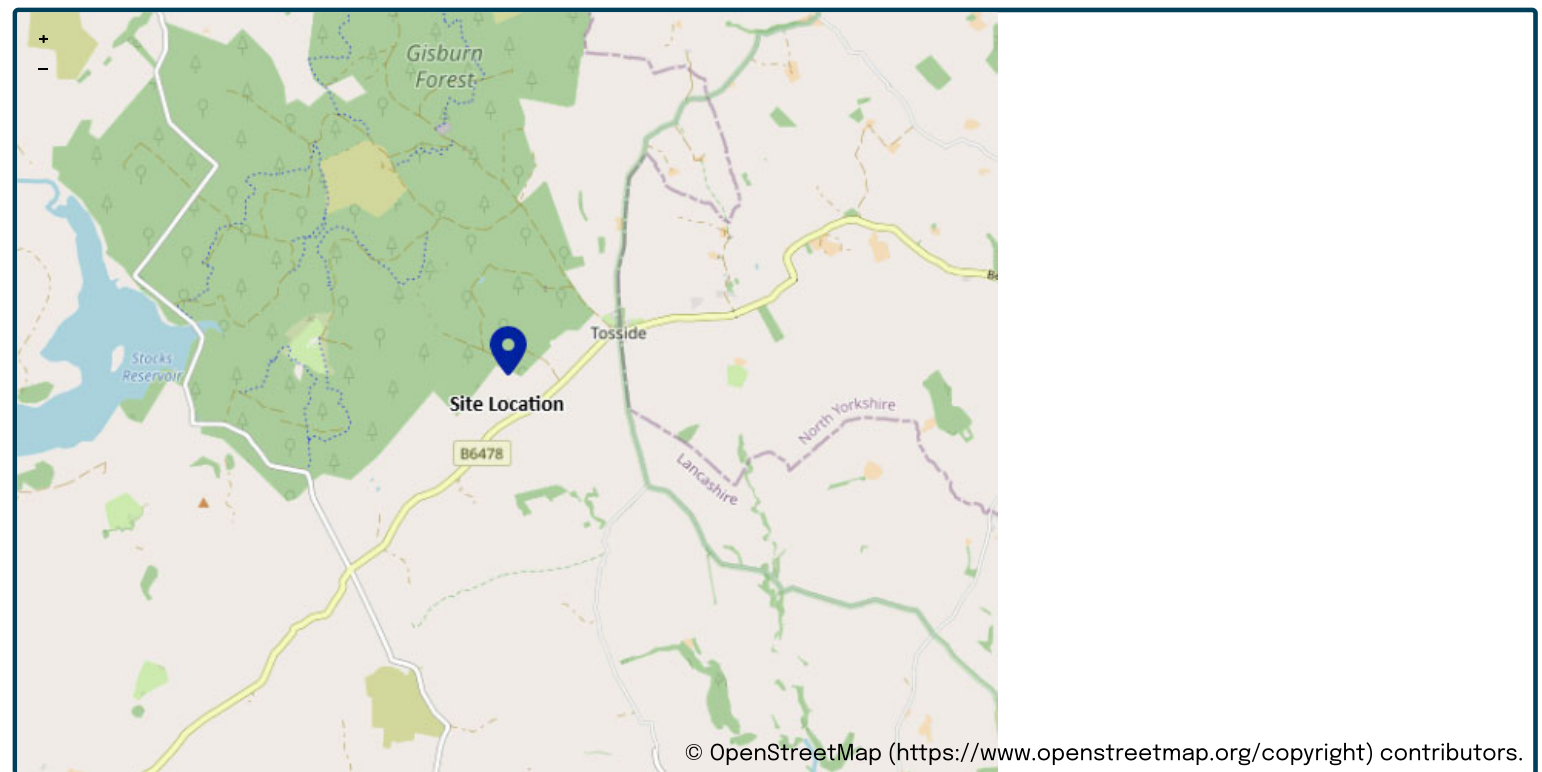 +
−
Gisburn
Forest
Tosside
Stocks
Reservoir
Site Location
North Yorkshire
B6478
Lancashire
© OpenStreetMap (https://www.openstreetmap.org/copyright) contributors.